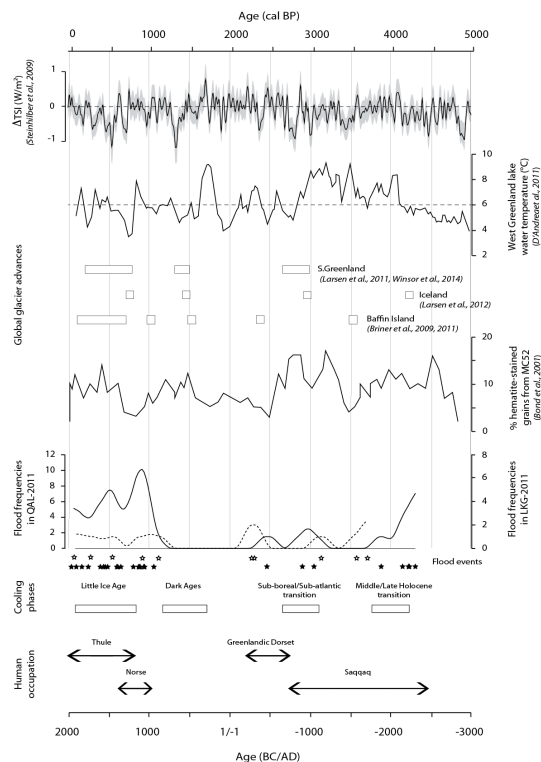 Age (cal BP)
0 1000 2000 3000 4000 5000
ΔTSI (W/m²)
(Steinhilber et al., 2009)
1
0
-1
10
8
6
4
2
West Greenland lake
water temperature (°C)
(D'Andreaet al., 2011)
Global glacier advances
S.Greenland
(Larsen et al., 2011, Winsor et al., 2014)
Iceland
(Larsen et al., 2012)
Baffin Island
(Briner et al., 2009, 2011)
20
10
0
% hematite-stained
grains from MC52
(Bond et al., 2001)
Flood frequencies
in QAL-2011
12
10
8
6
4
2
0
8
6
4
2
0
Flood frequencies
in LKG-2011
Flood events
Cooling
phases
Little Ice Age
Dark Ages
Sub-boreal/Sub-atlantic
transition
Middle/Late Holocene
transition
Human
occupation
Thule
Norse
Greenlandic Dorset
Saqqaq
2000 1000 1/-1 -1000 -2000 -3000
Age (BC/AD)